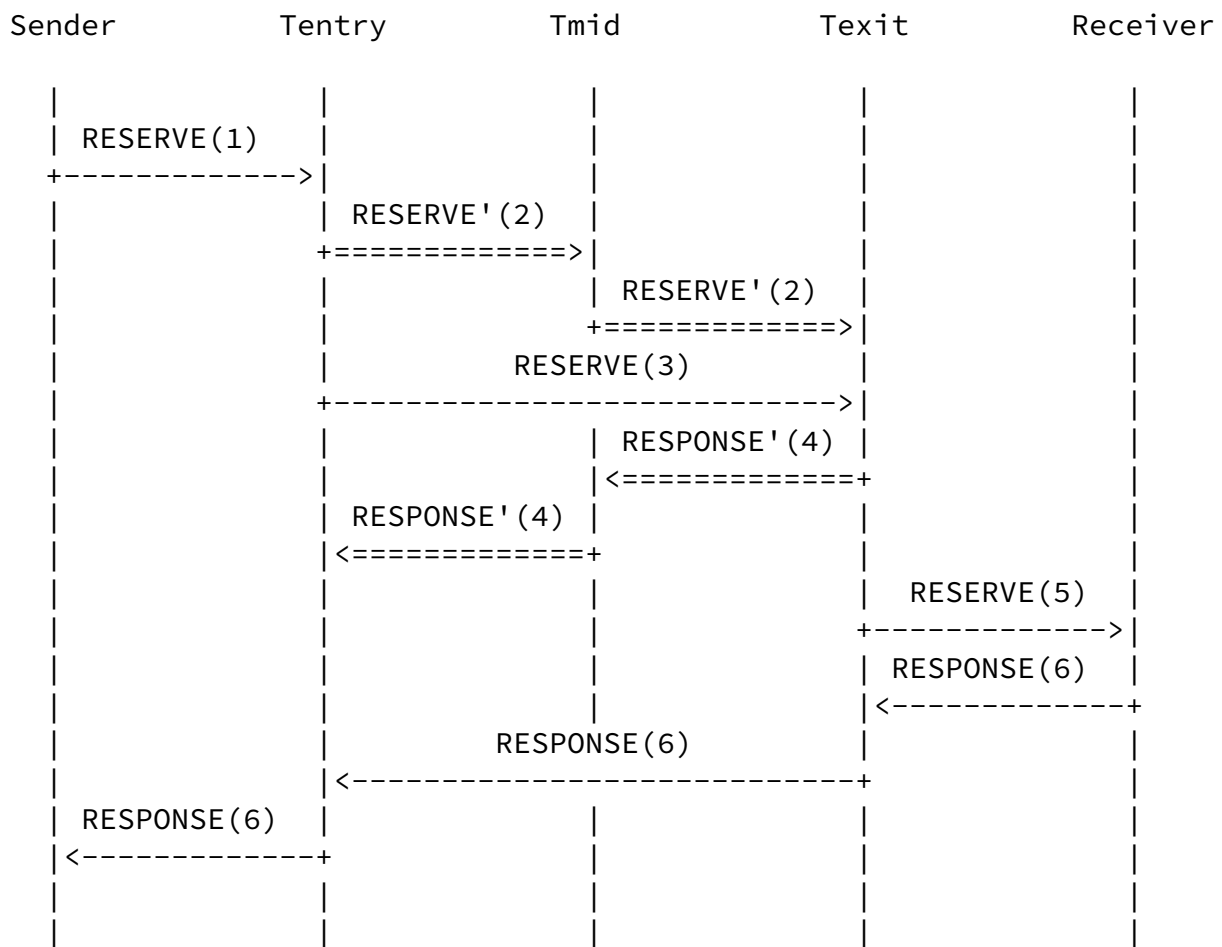 Sender Tentry Tmid Texit Receiver
RESERVE(1)
RESERVE'(2)
RESERVE'(2)
RESERVE(3)
RESPONSE'(4)
RESPONSE'(4)
RESERVE(5)
RESPONSE(6)
RESPONSE(6)
RESPONSE(6)